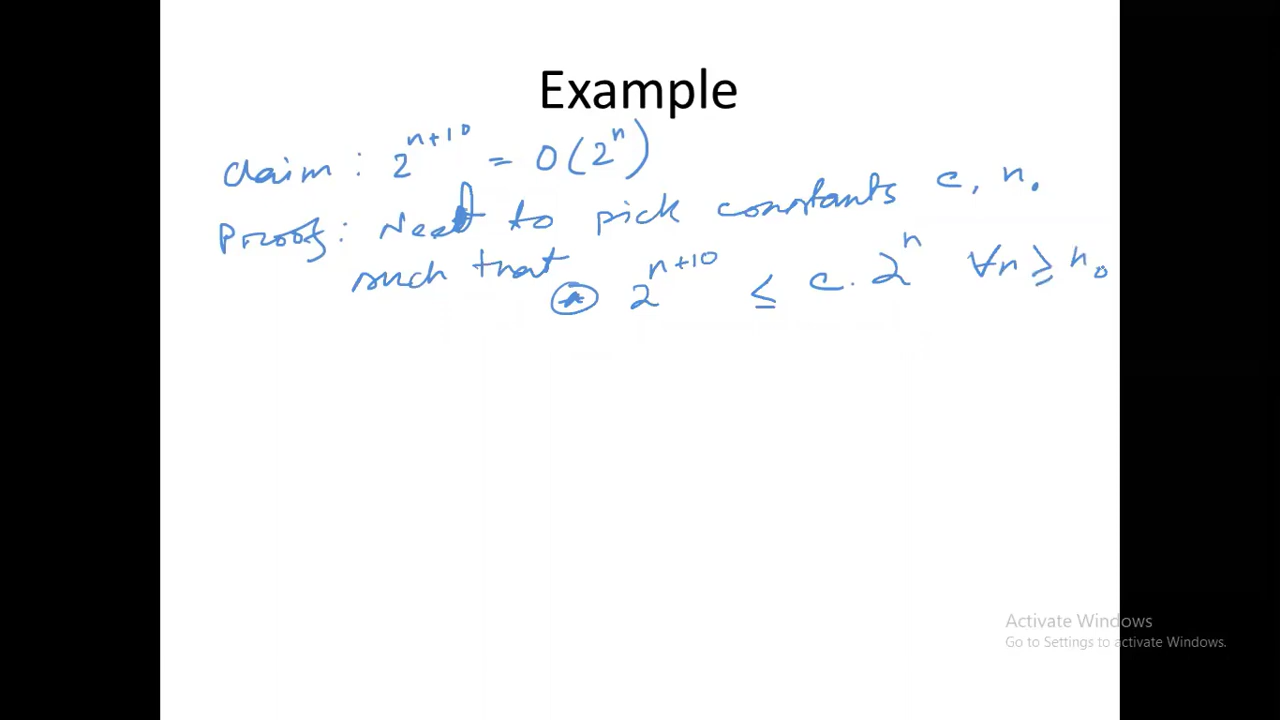 Example
Claim : 2^{n+10} = O(2^n)
Proof : Need to pick constants c, n₀
such that
⊛ 2^{n+10} ≤ c. 2^n ∀n ≥ n₀
Activate Windows
Go to Settings to activate Windows.